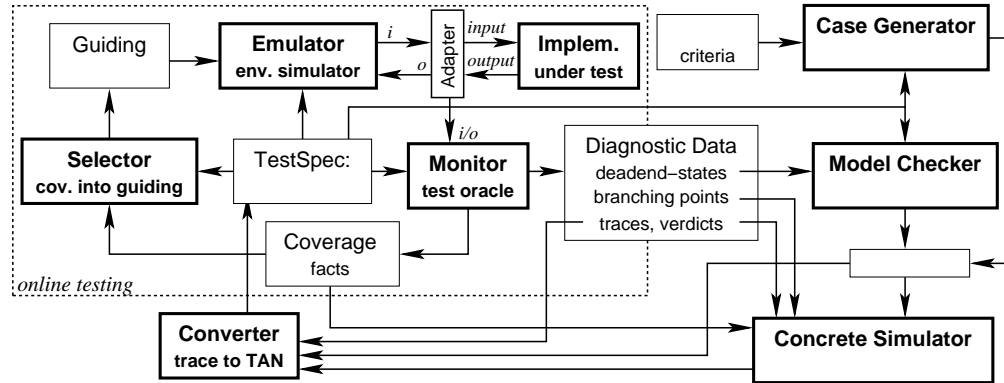 Guiding
Emulator
env. simulator
i
o
Adapter
input
output
Implem.
under test
criteria
Case Generator
i/o
Selector
cov. into guiding
TestSpec:
Monitor
test oracle
Diagnostic Data
deadend−states
branching points
traces, verdicts
Model Checker
Coverage
facts
online testing
Converter
trace to TAN
Concrete Simulator